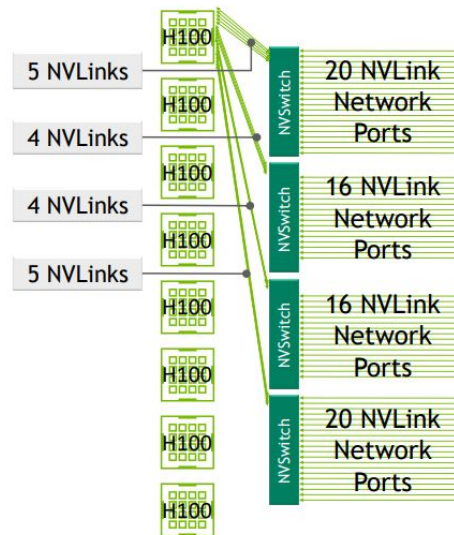 5 NVLinks
4 NVLinks
4 NVLinks
5 NVLinks
H100
H100
H100
H100
H100
H100
H100
H100
NVSwitch
20 NVLink
Network
Ports
NVSwitch
16 NVLink
Network
Ports
NVSwitch
16 NVLink
Network
Ports
NVSwitch
20 NVLink
Network
Ports